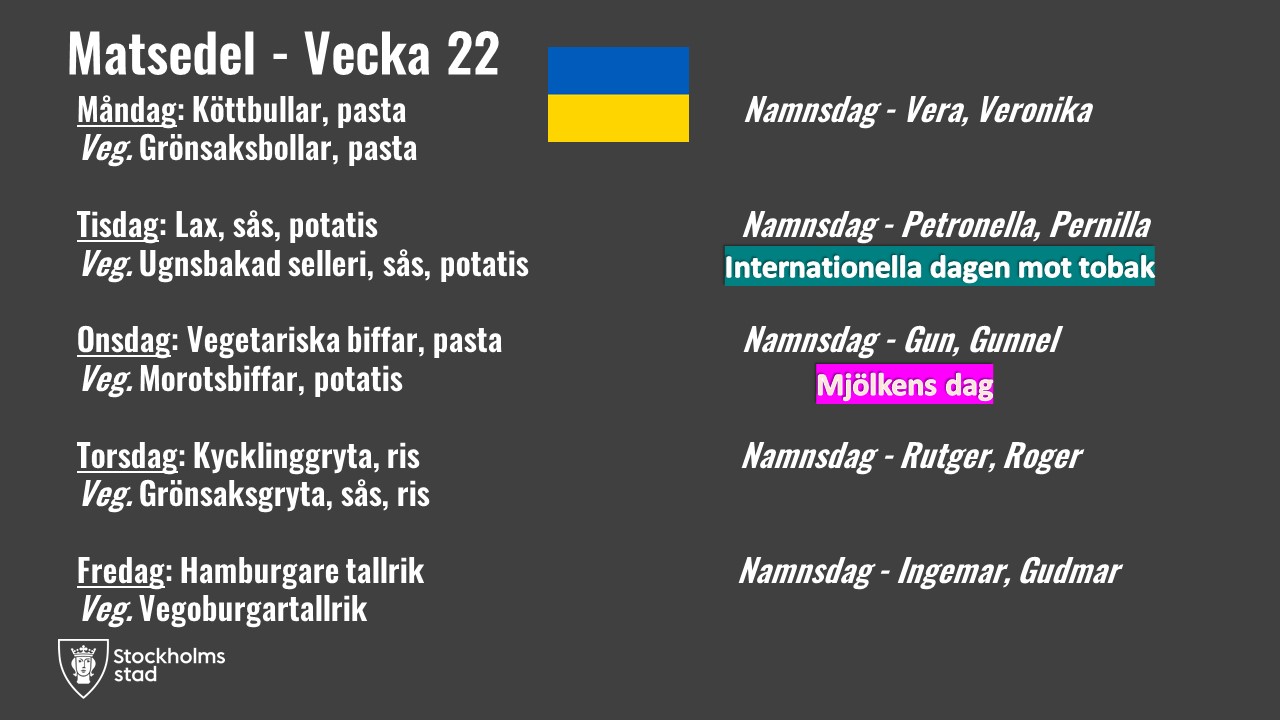 Matsedel - Vecka 22
Måndag: Köttbullar, pasta
Veg. Grönsaksbollar, pasta
Namnsdag - Vera, Veronika
Tisdag: Lax, sås, potatis
Veg. Ugnsbakad selleri, sås, potatis
Namnsdag - Petronella, Pernilla
Internationella dagen mot tobak
Onsdag: Vegetariska biffar, pasta
Veg. Morotsbiffar, potatis
Namnsdag - Gun, Gunnel
Mjölkens dag
Torsdag: Kycklinggryta, ris
Veg. Grönsaksgryta, sås, ris
Namnsdag - Rutger, Roger
Fredag: Hamburgare tallrik
Veg. Vegoburgartallrik
Namnsdag - Ingemar, Gudmar
Stockholms
stad